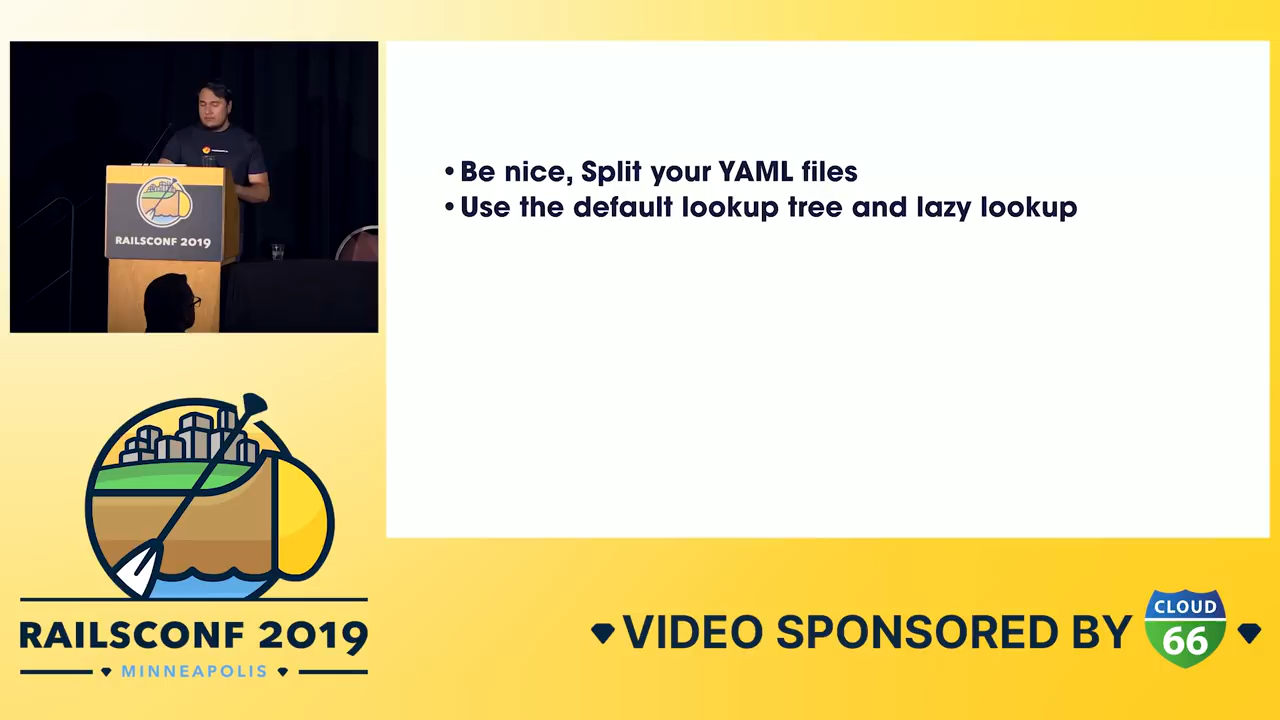 • Be nice, Split your YAML files
• Use the default lookup tree and lazy lookup
RAILSCONF 2019
RAILSCONF 2019
MINNEAPOLIS
VIDEO SPONSORED BY
CLOUD
66